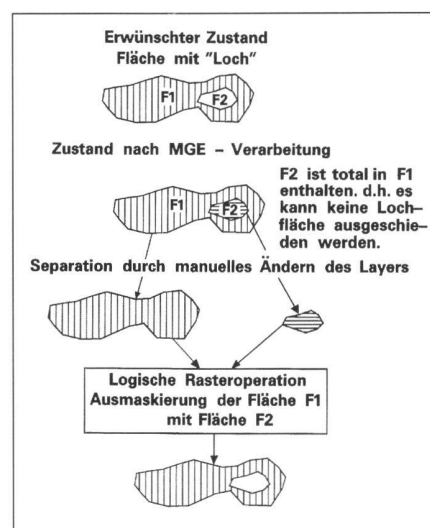 Erwünschter Zustand
Fläche mit "Loch"
F1
F2
Zustand nach MGE – Verarbeitung
F2 ist total in F1
enthalten. d.h. es
kann keine Loch-
fläche ausgeschie-
den werden.
F1
F2
Separation durch manuelles Ändern des Layers
Logische Rasteroperation
Ausmaskierung der Fläche F1
mit Fläche F2